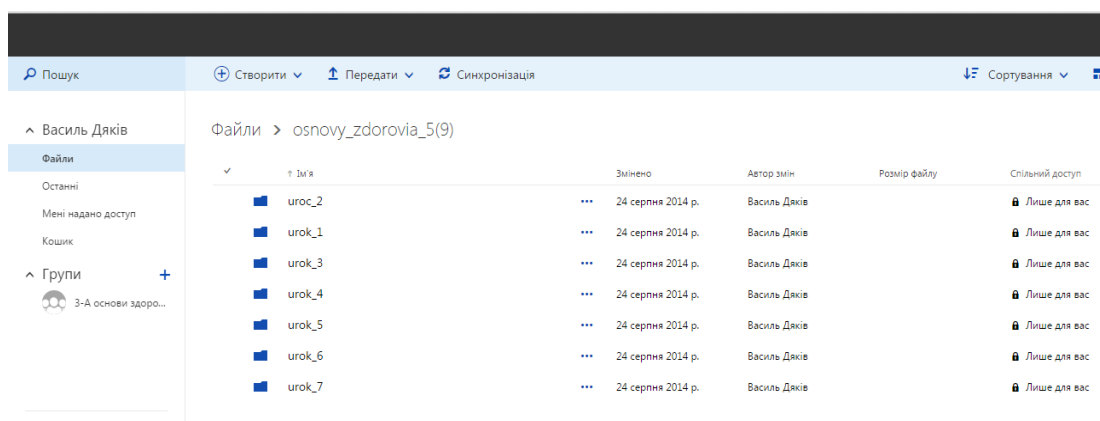 Пошук
Створити Передати Синхронізація Сортування
Василь Дяків
Файли
Останні
Мені надано доступ
Кошик
Групи +
3-А основи здоро...
Файли > osnovy_zdorovia_5(9)
Ім'я Змінено Автор змін Розмір файлу Спільний доступ
uroc_2 ... 24 серпня 2014 р. Василь Дяків Лише для вас
urok_1 ... 24 серпня 2014 р. Василь Дяків Лише для вас
urok_3 ... 24 серпня 2014 р. Василь Дяків Лише для вас
urok_4 ... 24 серпня 2014 р. Василь Дяків Лише для вас
urok_5 ... 24 серпня 2014 р. Василь Дяків Лише для вас
urok_6 ... 24 серпня 2014 р. Василь Дяків Лише для вас
urok_7 ... 24 серпня 2014 р. Василь Дяків Лише для вас